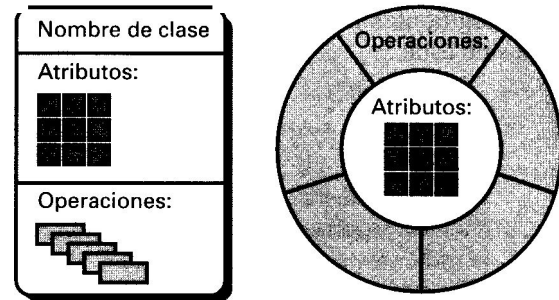 Nombre de clase
Atributos:
Operaciones:
Operaciones:
Atributos: